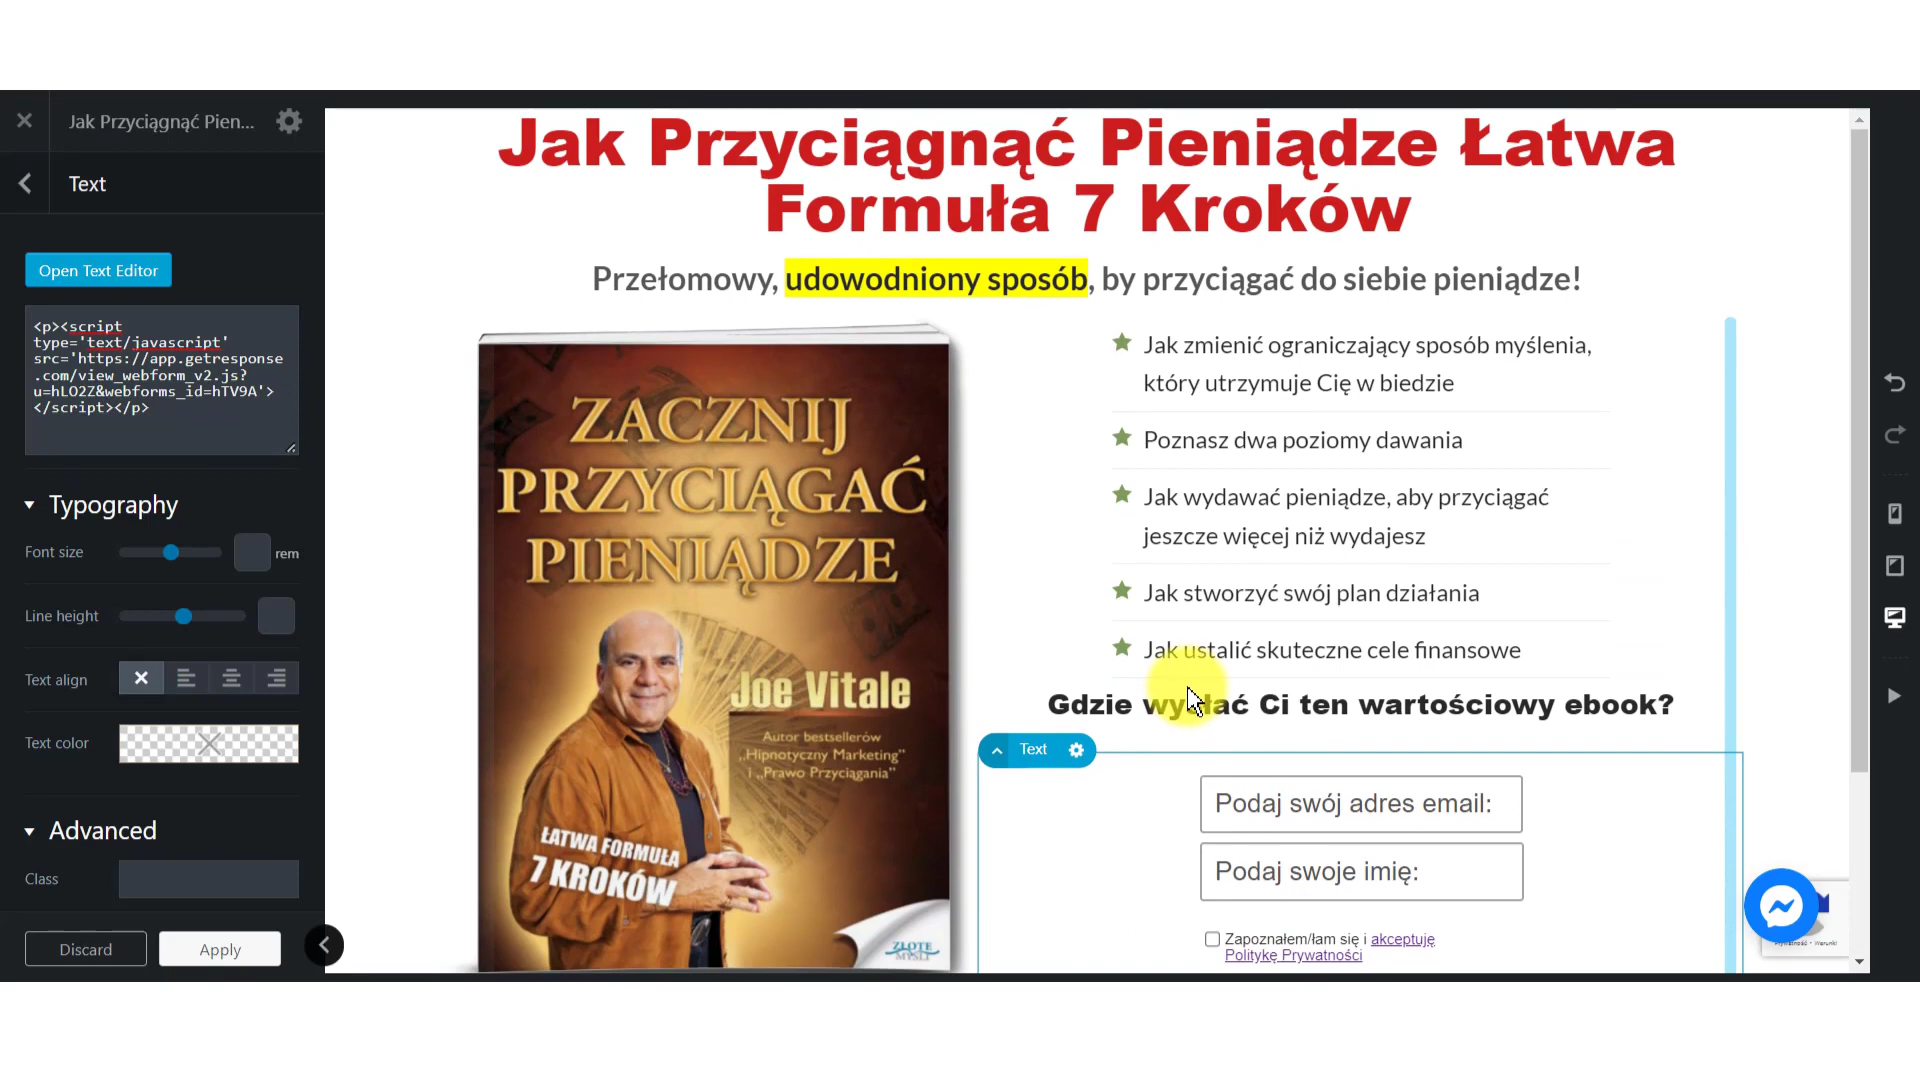 Jak Przyciągnąć Pien...
Text
Open Text Editor
<p><script
type='text/javascript'
src='https://app.getresponse
.com/view_webform_v2.js?
u=hLO2Z&webforms_id=hTV9A'>
</script></p>
Typography
Font size
rem
Line height
Text align
Text color
Advanced
Class
Discard
Apply
Jak Przyciągnąć Pieniądze Łatwa
Formuła 7 Kroków
Przełomowy, udowodniony sposób, by przyciągać do siebie pieniądze!
ZACZNIJ
PRZYCIĄGAĆ
PIENIĄDZE
Joe Vitale
Autor bestsellerów
„Hipnotyczny Marketing”
i „Prawo Przyciągania”
ŁATWA FORMUŁA
7 KROKÓW
ZŁOTE
MYŚLI
Jak zmienić ograniczający sposób myślenia,
który utrzymuje Cię w biedzie
Poznasz dwa poziomy dawania
Jak wydawać pieniądze, aby przyciągać
jeszcze więcej niż wydajesz
Jak stworzyć swój plan działania
Jak ustalić skuteczne cele finansowe
Gdzie wysłać Ci ten wartościowy ebook?
Text
Podaj swój adres email:
Podaj swoje imię:
Zapoznałem/łam się i akceptuję
Politykę Prywatności
Prywatność • Warunki